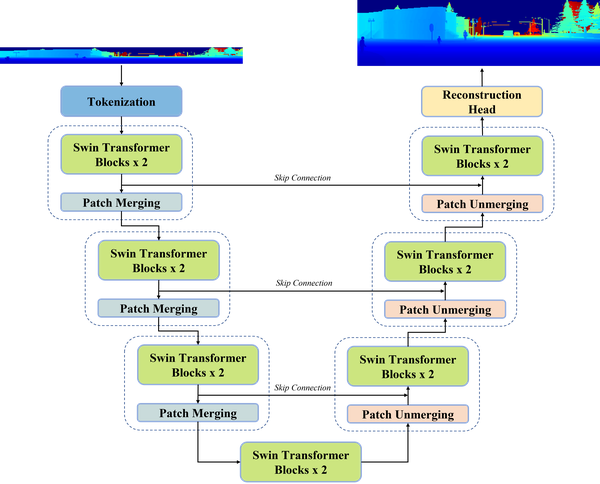 Tokenization
Reconstruction
Head
Swin Transformer
Blocks x 2
Swin Transformer
Blocks x 2
Skip Connection
Patch Merging
Patch Unmerging
Swin Transformer
Blocks x 2
Swin Transformer
Blocks x 2
Skip Connection
Patch Merging
Patch Unmerging
Swin Transformer
Blocks x 2
Swin Transformer
Blocks x 2
Skip Connection
Patch Merging
Patch Unmerging
Swin Transformer
Blocks x 2